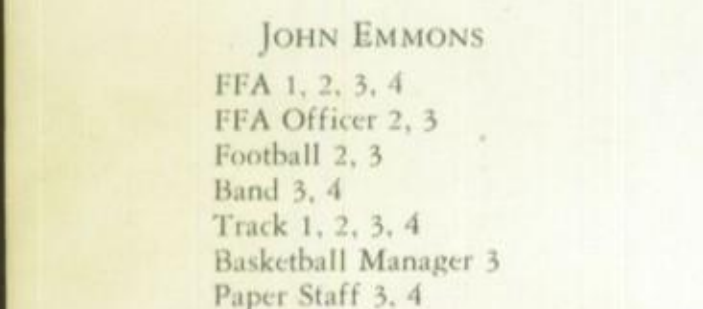 JOHN EMMONS
FFA 1, 2, 3, 4
FFA Officer 2, 3
Football 2, 3
Band 3, 4
Track 1, 2, 3, 4
Basketball Manager 3
Paper Staff 3, 4